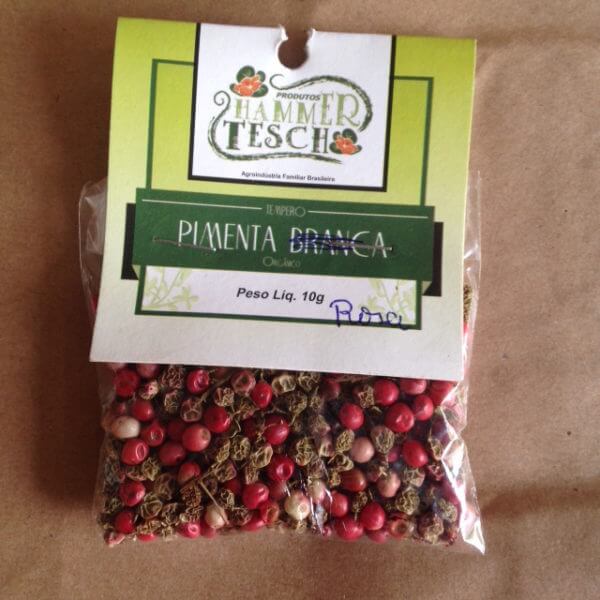 PRODUTOS
HAMMER
TESCH
Agroindústria Familiar Brasileira
TEMPERO
PIMENTA BRANCA
ORGÂNICO
Peso Líq. 10g
Rosa